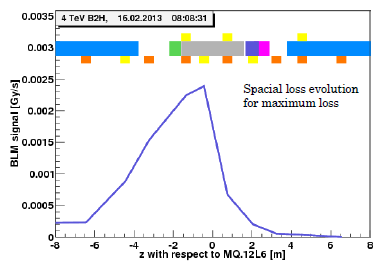 4 TeV B2H, 16.02.2013 08:08:31
0.0035
0.003
0.0025
0.002
0.0015
0.001
0.0005
0
BLM signal [Gy/s]
Spacial loss evolution
for maximum loss
-8 -6 -4 -2 0 2 4 6 8
z with respect to MQ.12L6 [m]